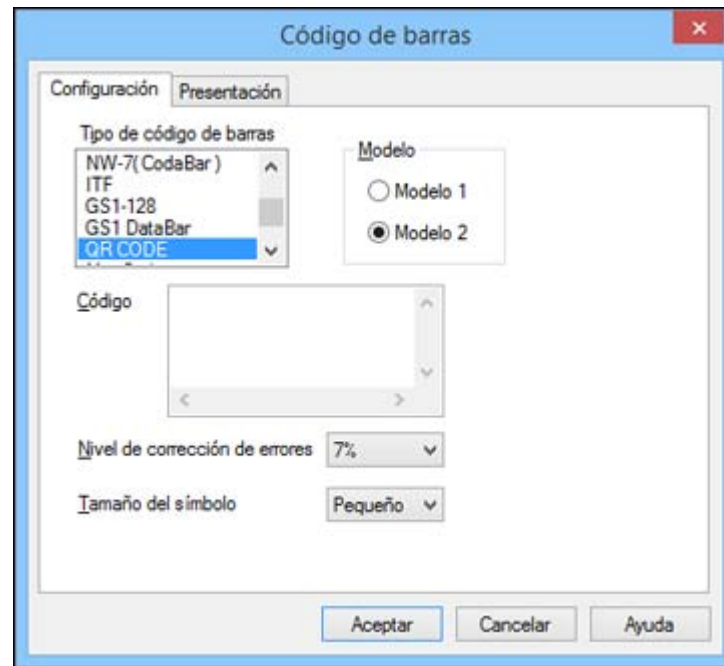 Código de barras
Configuración
Presentación
Tipo de código de barras
NW-7( CodaBar )
ITF
GS1-128
GS1 DataBar
QR CODE
Modelo
Modelo 1
Modelo 2
Código
Nivel de corrección de errores
7%
Tamaño del símbolo
Pequeño
Aceptar
Cancelar
Ayuda